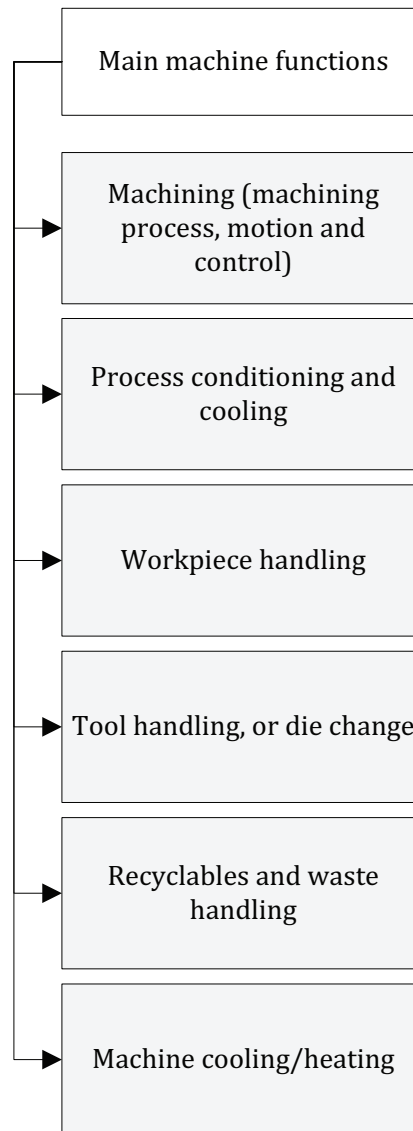 Main machine functions
Machining (machining
process, motion and
control)
Process conditioning and
cooling
Workpiece handling
Tool handling, or die change
Recyclables and waste
handling
Machine cooling/heating